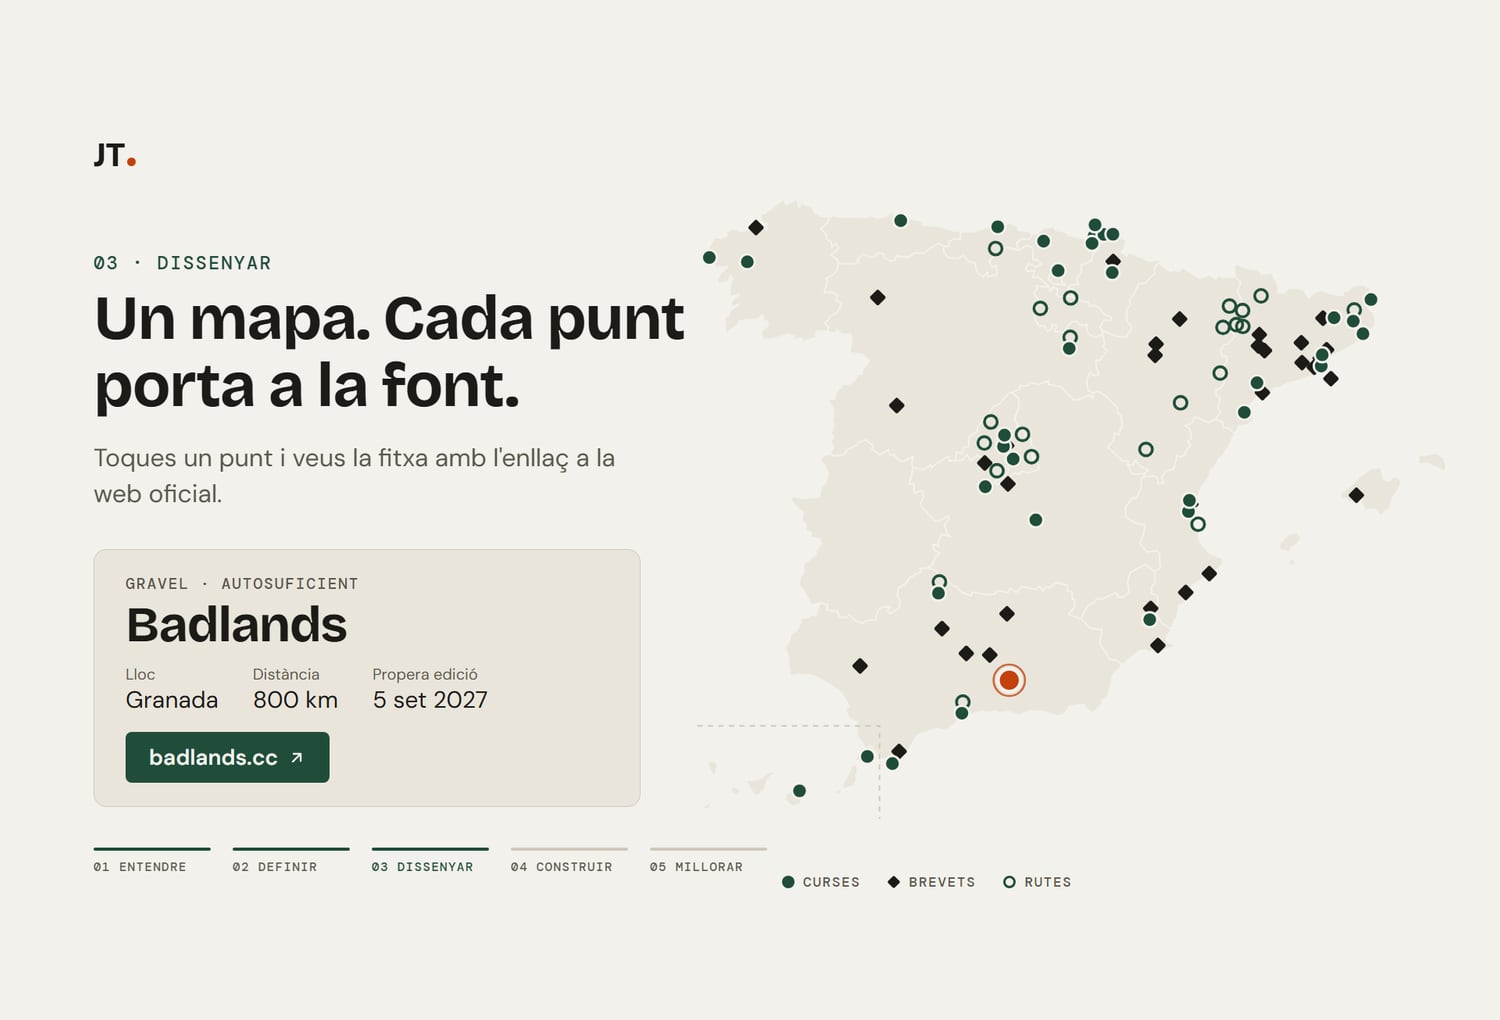 JT.
03 · DISSENYAR
Un mapa. Cada punt
porta a la font.
Toques un punt i veus la fitxa amb l'enllaç a la
web oficial.
GRAVEL · AUTOSUFICIENT
Badlands
Lloc Distància Propera edició
Granada 800 km 5 set 2027
badlands.cc ↗
01 ENTENDRE 02 DEFINIR 03 DISSENYAR 04 CONSTRUIR 05 MILLORAR
CURSES BREVETS RUTES